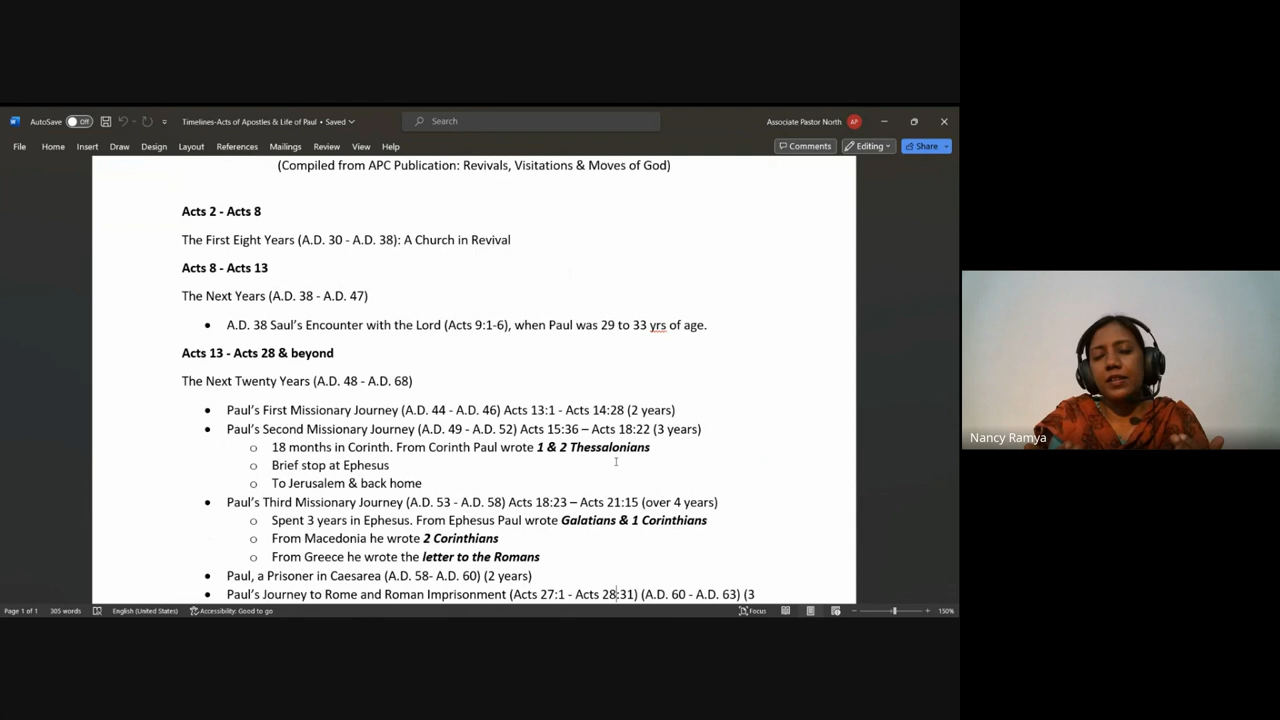 AutoSave Off Timelines-Acts of Apostles & Life of Paul • Saved Search Associate Pastor North AP
File Home Insert Draw Design Layout References Mailings Review View Help Comments Editing Share
(Compiled from APC Publication: Revivals, Visitations & Moves of God)
Acts 2 - Acts 8
The First Eight Years (A.D. 30 - A.D. 38): A Church in Revival
Acts 8 - Acts 13
The Next Years (A.D. 38 - A.D. 47)
• A.D. 38 Saul's Encounter with the Lord (Acts 9:1-6), when Paul was 29 to 33 yrs of age.
Acts 13 - Acts 28 & beyond
The Next Twenty Years (A.D. 48 - A.D. 68)
• Paul's First Missionary Journey (A.D. 44 - A.D. 46) Acts 13:1 - Acts 14:28 (2 years)
• Paul's Second Missionary Journey (A.D. 49 - A.D. 52) Acts 15:36 – Acts 18:22 (3 years)
o 18 months in Corinth. From Corinth Paul wrote 1 & 2 Thessalonians
o Brief stop at Ephesus
o To Jerusalem & back home
• Paul's Third Missionary Journey (A.D. 53 - A.D. 58) Acts 18:23 – Acts 21:15 (over 4 years)
o Spent 3 years in Ephesus. From Ephesus Paul wrote Galatians & 1 Corinthians
o From Macedonia he wrote 2 Corinthians
o From Greece he wrote the letter to the Romans
• Paul, a Prisoner in Caesarea (A.D. 58- A.D. 60) (2 years)
• Paul's Journey to Rome and Roman Imprisonment (Acts 27:1 - Acts 28:31) (A.D. 60 - A.D. 63) (3
Page 1 of 1 305 words English (United States) Accessibility: Good to go Focus 150%
Nancy Ramya